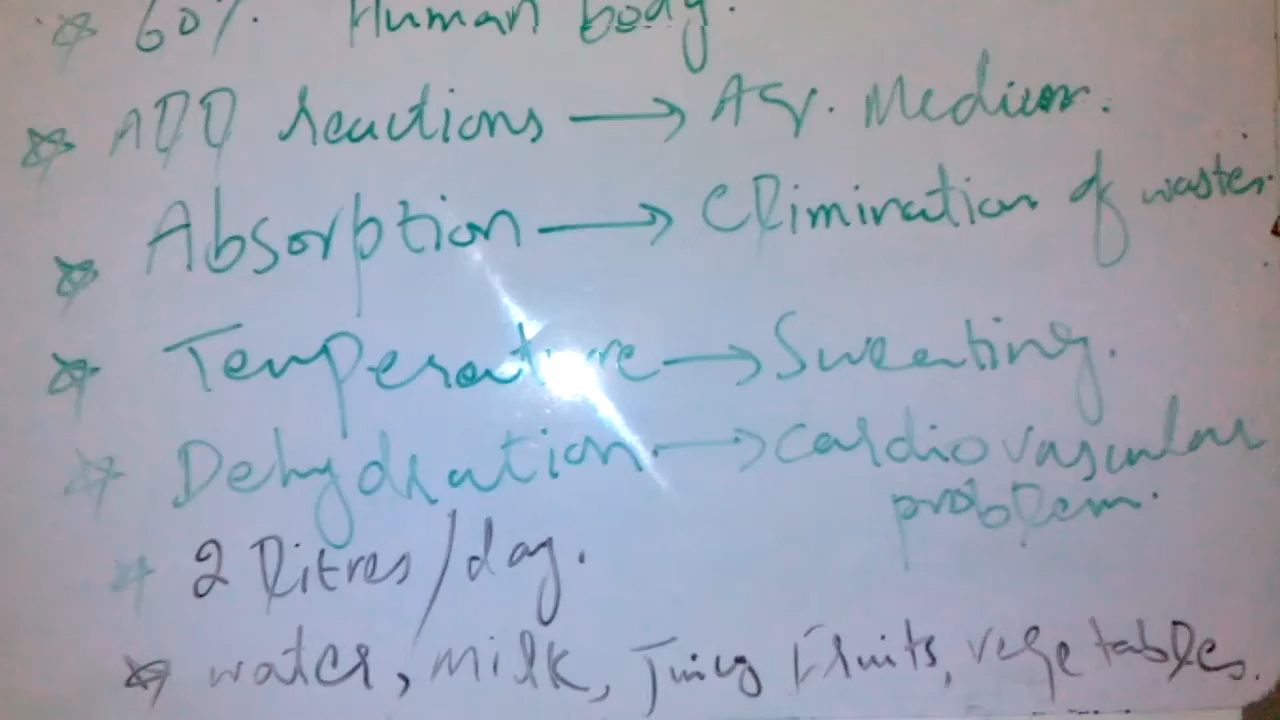 * 60%. Human body.
* All reactions → Aq. Medium.
* Absorption → Elimination of wastes.
* Temperature → Sweating.
* Dehydration. → Cardiovascular
problem.
* 2 litres/day.
* water, milk, Juicy Fruits, vegetables.